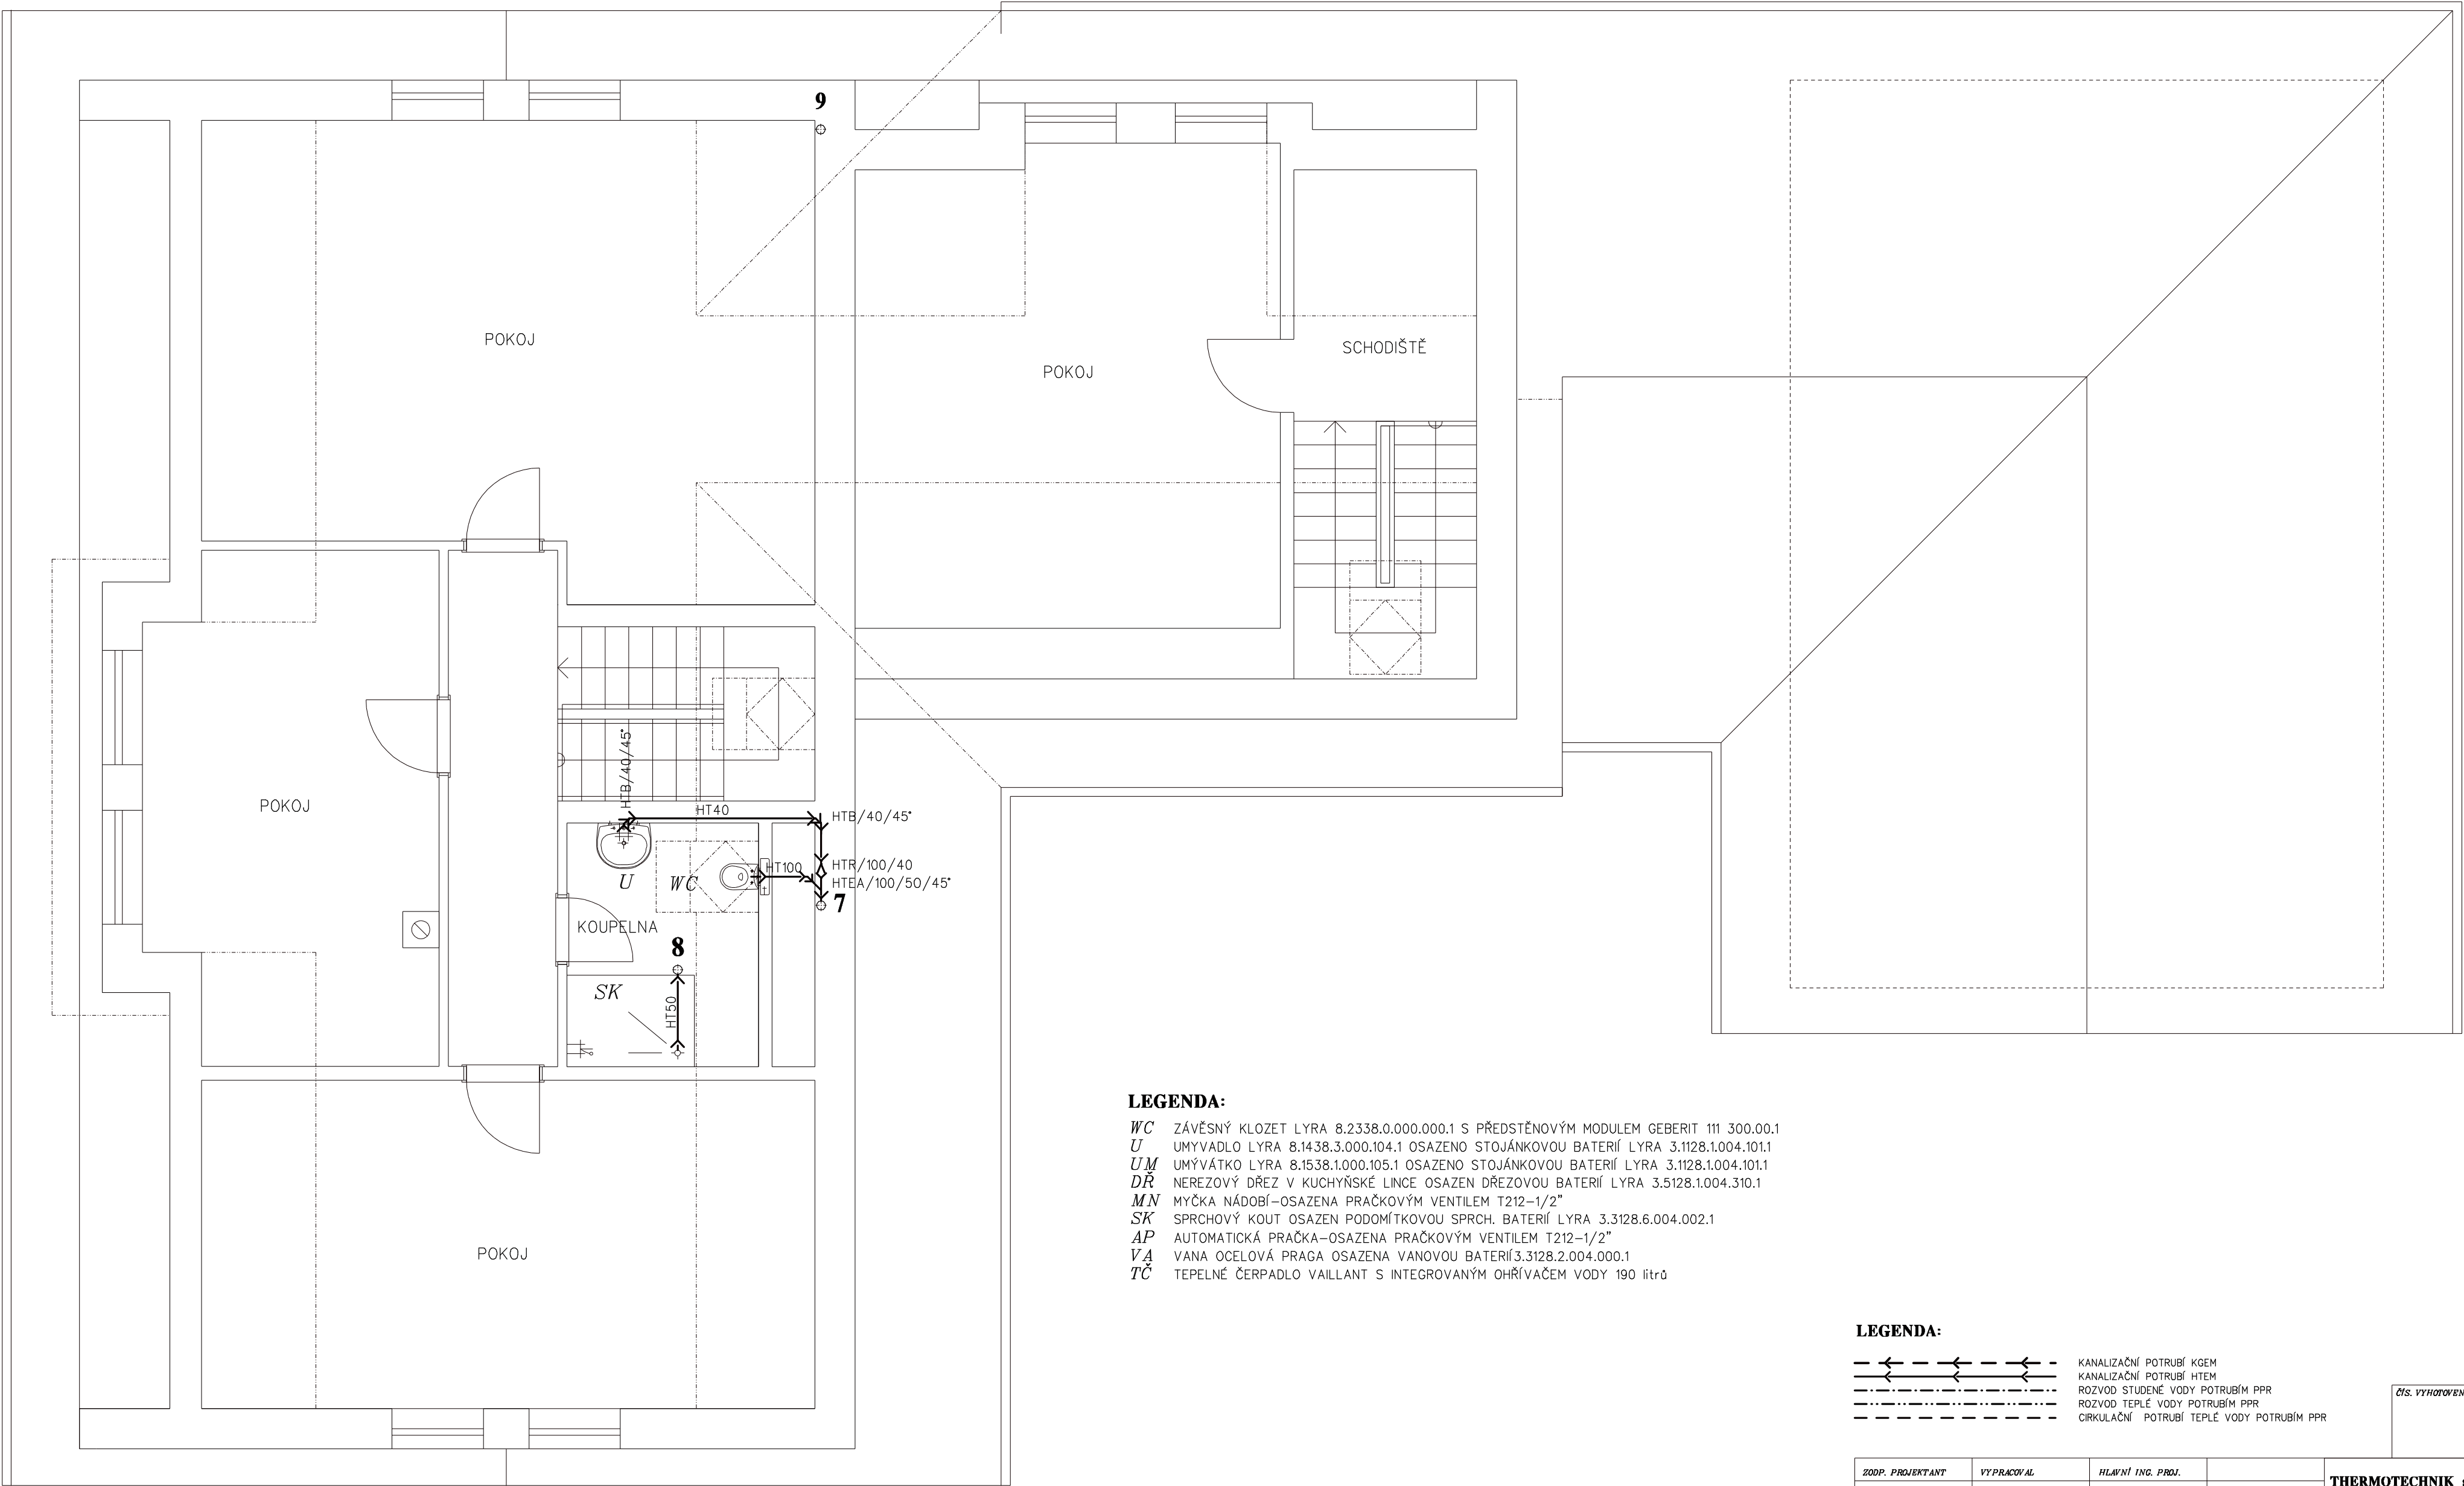 9
POKOJ
POKOJ
SCHODIŠTĚ
POKOJ
HTB/40/45°
HT40
HTB/40/45°
HTR/100/40
HT100
HTEA/100/50/45°
U
WC
7
KOUPELNA
8
SK
HT50
POKOJ
LEGENDA:
WC ZÁVĚSNÝ KLOZET LYRA 8.2338.0.000.000.1 S PŘEDSTĚNOVÝM MODULEM GEBERIT 111 300.00.1
U UMYVADLO LYRA 8.1438.3.000.104.1 OSAZENO STOJÁNKOVOU BATERIÍ LYRA 3.1128.1.004.101.1
UM UMÝVÁTKO LYRA 8.1538.1.000.105.1 OSAZENO STOJÁNKOVOU BATERIÍ LYRA 3.1128.1.004.101.1
DŘ NEREZOVÝ DŘEZ V KUCHYŇSKÉ LINCE OSAZEN DŘEZOVOU BATERIÍ LYRA 3.5128.1.004.310.1
MN MYČKA NÁDOBÍ-OSAZENA PRAČKOVÝM VENTILEM T212-1/2"
SK SPRCHOVÝ KOUT OSAZEN PODOMÍTKOVOU SPRCH. BATERIÍ LYRA 3.3128.6.004.002.1
AP AUTOMATICKÁ PRAČKA-OSAZENA PRAČKOVÝM VENTILEM T212-1/2"
VA VANA OCELOVÁ PRAGA OSAZENA VANOVOU BATERIÍ3.3128.2.004.000.1
TČ TEPELNÉ ČERPADLO VAILLANT S INTEGROVANÝM OHŘÍVAČEM VODY 190 litrů
LEGENDA:
KANALIZAČNÍ POTRUBÍ KGEM
KANALIZAČNÍ POTRUBÍ HTEM
ROZVOD STUDENÉ VODY POTRUBÍM PPR
ROZVOD TEPLÉ VODY POTRUBÍM PPR
CIRKULAČNÍ POTRUBÍ TEPLÉ VODY POTRUBÍM PPR
ČÍS. VYHOTOVEN
ZODP. PROJEKTANT VYPRACOVAL HLAVNÍ ING. PROJ.
THERMOTECHNIK